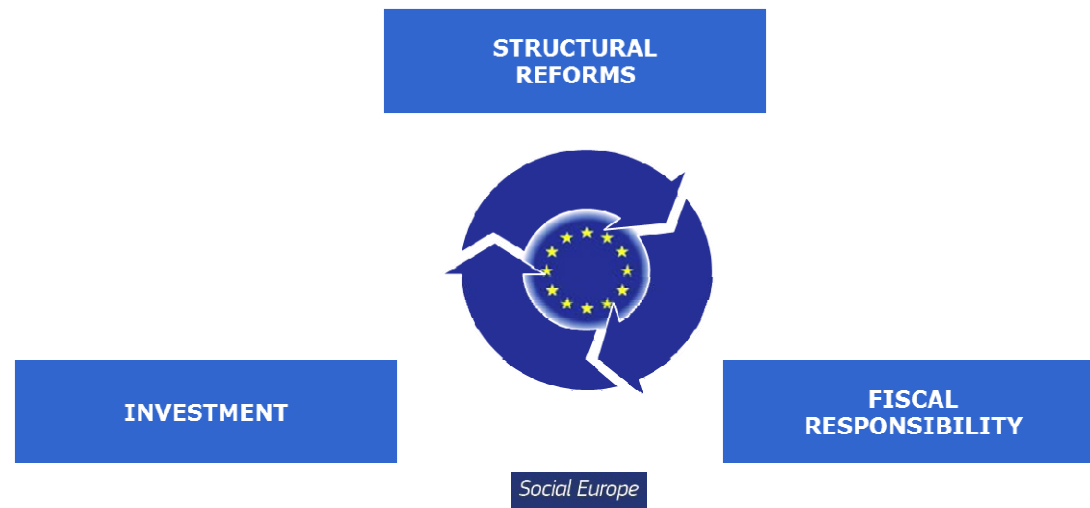 STRUCTURAL
REFORMS
INVESTMENT
FISCAL
RESPONSIBILITY
Social Europe